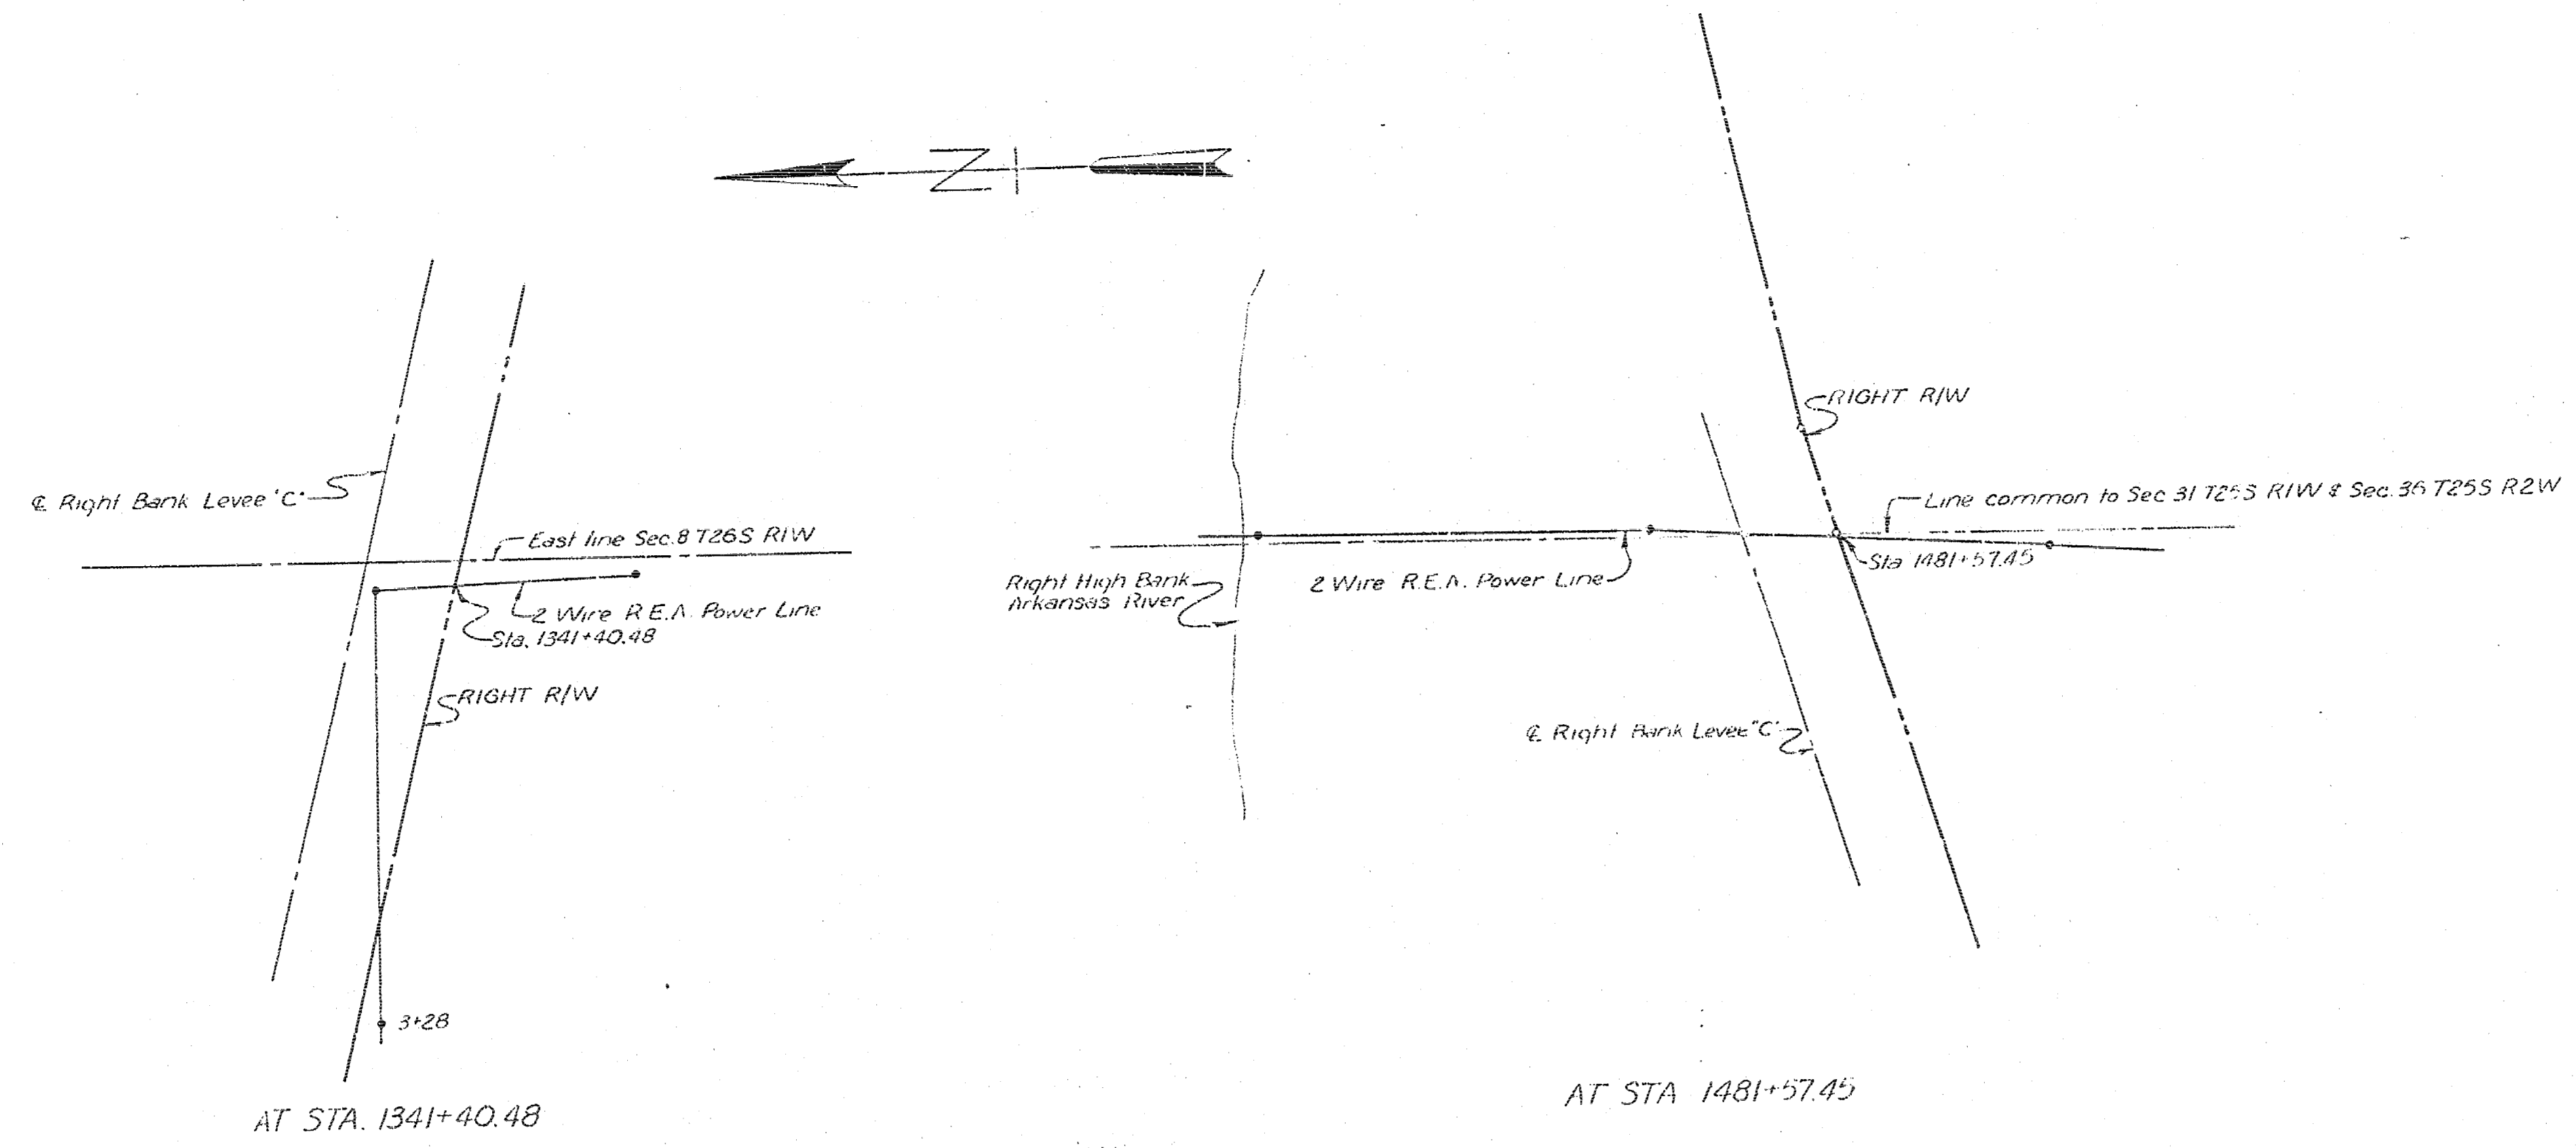 N
℄ Right Bank Levee "C"
East line Sec. 8 T26S R1W
2 Wire R.E.A. Power Line
Sta. 1341+40.48
RIGHT R/W
3+28
AT STA. 1341+40.48
RIGHT R/W
Line common to Sec 31 T25S R1W & Sec. 36 T25S R2W
Sta 1481+57.45
Right High Bank
Arkansas River
2 Wire R.E.A. Power Line
℄ Right Bank Levee "C"
AT STA 1481+57.45